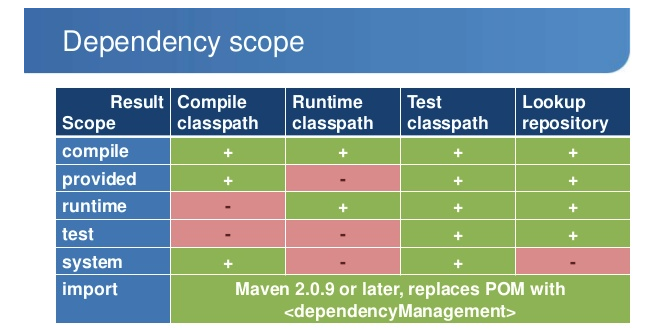 Dependency scope
Result
Scope
Compile classpath
Runtime classpath
Test classpath
Lookup repository
compile + + + +
provided + - + +
runtime - + + +
test - - + +
system + - + -
import Maven 2.0.9 or later, replaces POM with
<dependencyManagement>